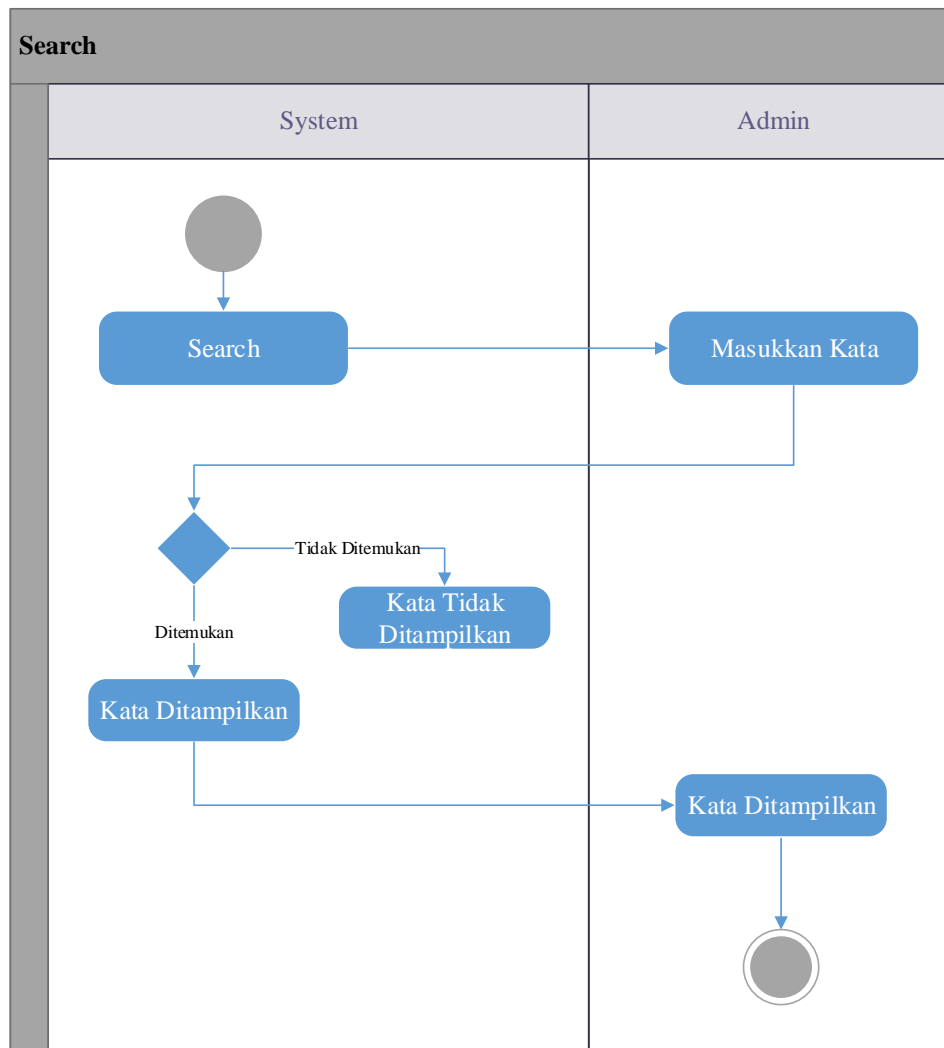 Search
System
Admin
Search
Masukkan Kata
Tidak Ditemukan
Kata Tidak
Ditampilkan
Ditemukan
Kata Ditampilkan
Kata Ditampilkan